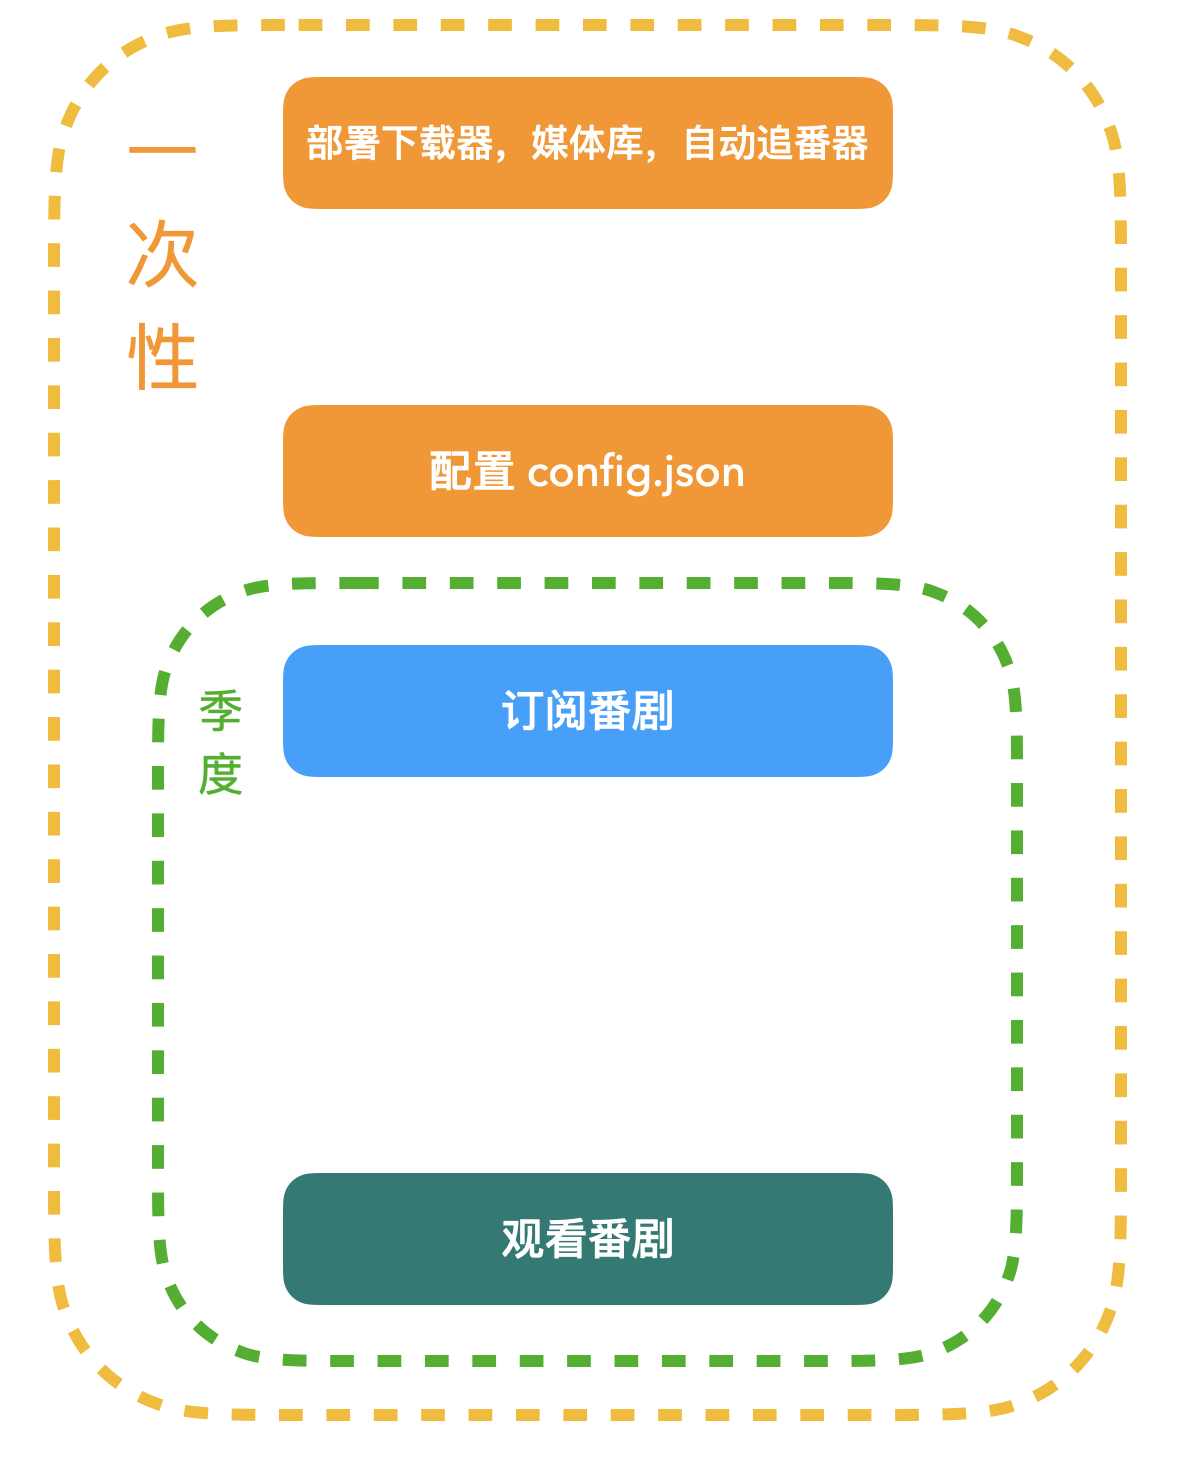 部署下载器，媒体库，自动追番器
一
次
性
配置 config.json
订阅番剧
季
度
观看番剧